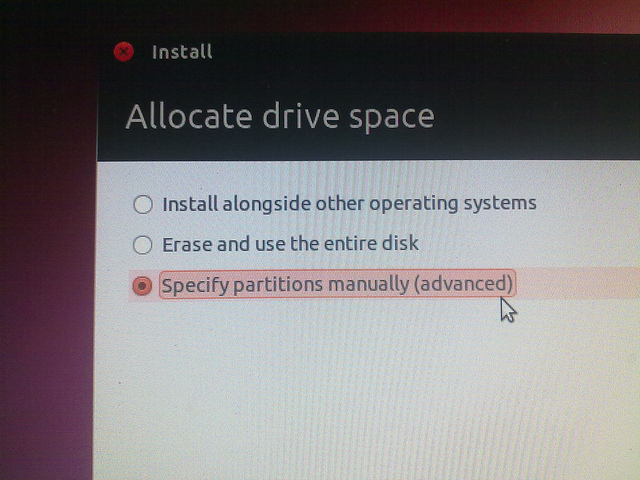 Install
Allocate drive space
Install alongside other operating systems
Erase and use the entire disk
Specify partitions manually (advanced)